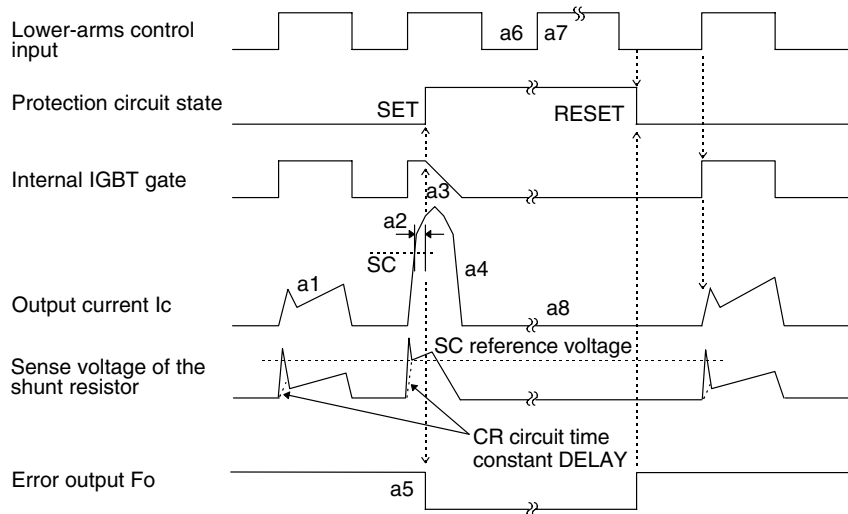 Lower-arms control
input
a6
a7
Protection circuit state
SET
RESET
Internal IGBT gate
a3
a2
SC
a4
a1
Output current Ic
a8
SC reference voltage
Sense voltage of the
shunt resistor
CR circuit time
constant DELAY
Error output Fo
a5